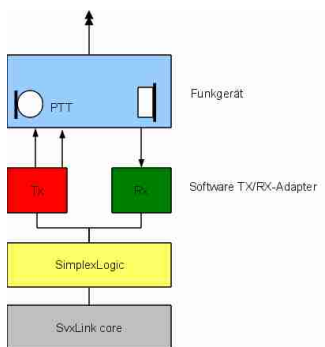 PTT
Funkgerät
Tx
Rx
Software TX/RX-Adapter
SimplexLogic
SvxLink core